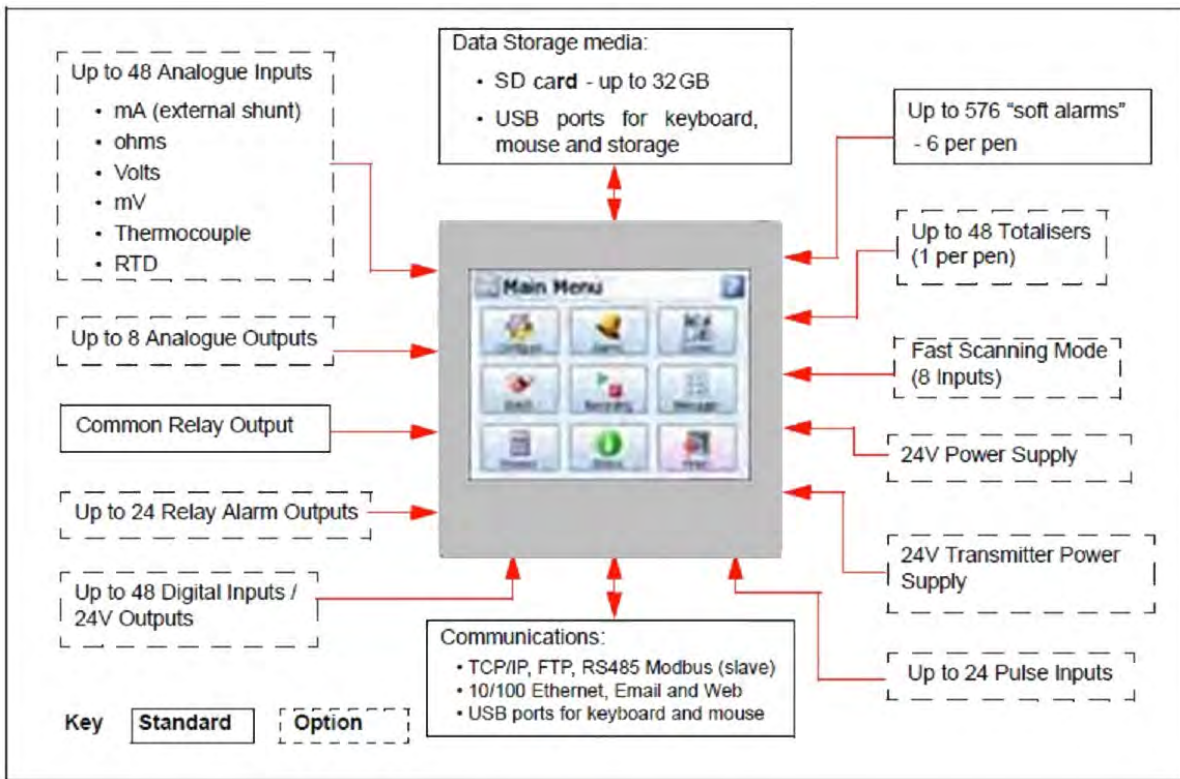 Up to 48 Analogue Inputs
• mA (external shunt)
• ohms
• Volts
• mV
• Thermocouple
• RTD
Data Storage media:
• SD card - up to 32GB
• USB ports for keyboard,
mouse and storage
Up to 576 “soft alarms”
- 6 per pen
Up to 48 Totalisers
(1 per pen)
Up to 8 Analogue Outputs
Main Menu
Fast Scanning Mode
(8 Inputs)
Common Relay Output
24V Power Supply
Up to 24 Relay Alarm Outputs
24V Transmitter Power
Supply
Up to 48 Digital Inputs /
24V Outputs
Communications:
• TCP/IP, FTP, RS485 Modbus (slave)
• 10/100 Ethernet, Email and Web
• USB ports for keyboard and mouse
Up to 24 Pulse Inputs
Key Standard Option